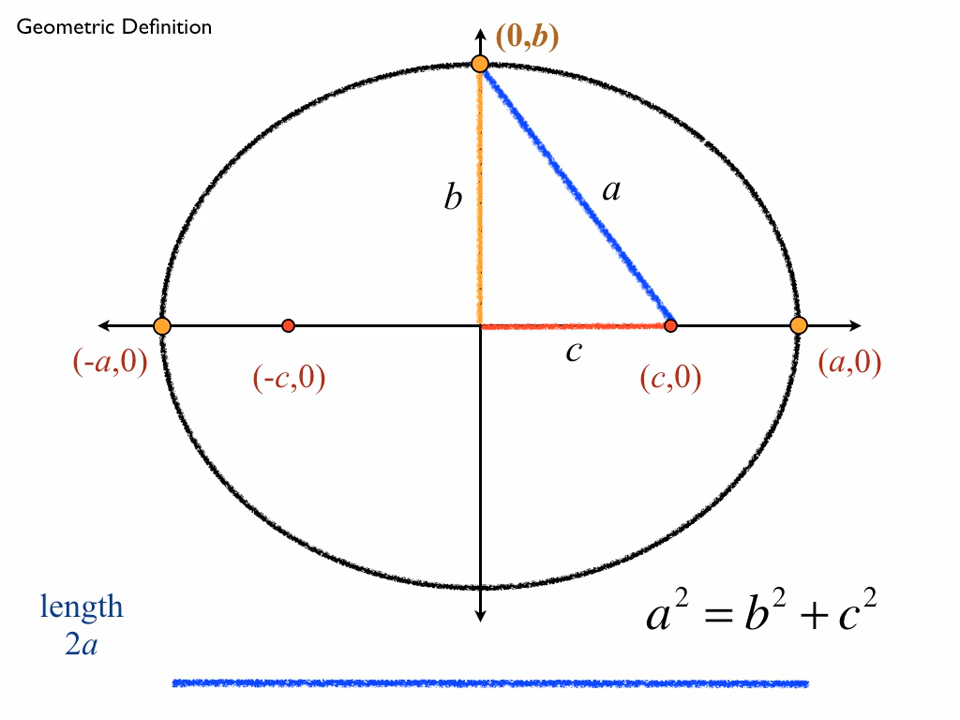 Geometric Definition
(0,b)
b
a
c
(-a,0)
(-c,0)
(c,0)
(a,0)
length
2a
a² = b² + c²